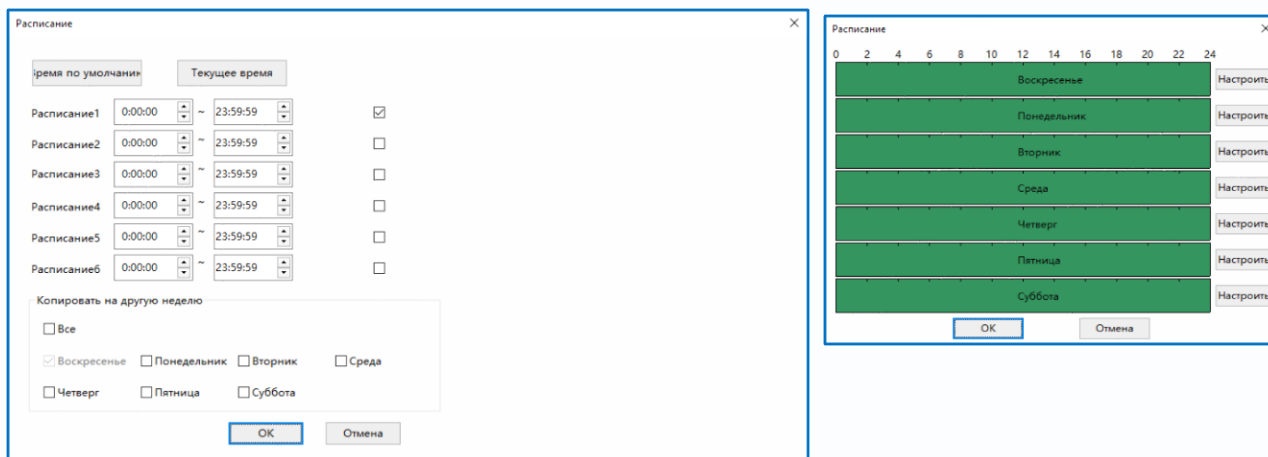 Расписание
Время по умолчанию Текущее время
Расписание1 0:00:00 ~ 23:59:59
Расписание2 0:00:00 ~ 23:59:59
Расписание3 0:00:00 ~ 23:59:59
Расписание4 0:00:00 ~ 23:59:59
Расписание5 0:00:00 ~ 23:59:59
Расписание6 0:00:00 ~ 23:59:59
Копировать на другую неделю
Все
Воскресенье Понедельник Вторник Среда
Четверг Пятница Суббота
OK Отмена
Расписание
0 2 4 6 8 10 12 14 16 18 20 22 24
Воскресенье Настроить
Понедельник Настроить
Вторник Настроить
Среда Настроить
Четверг Настроить
Пятница Настроить
Суббота Настроить
OK Отмена